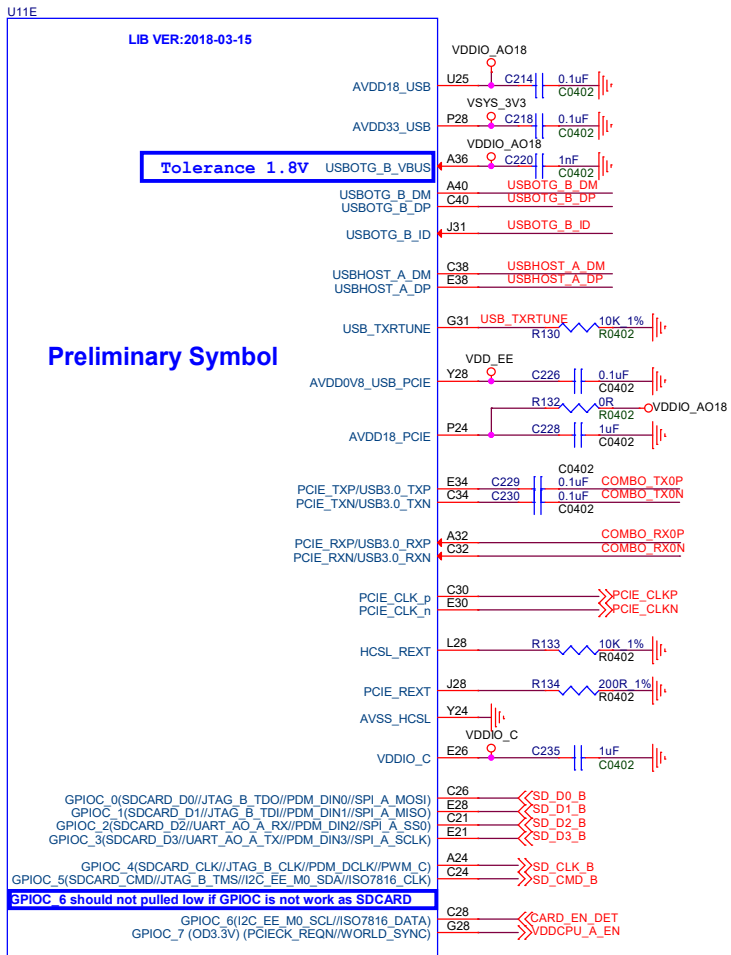 U11E
LIB VER:2018-03-15
VDDIO_AO18
AVDD18_USB U25 C214 0.1uF
C0402
VSYS_3V3
AVDD33_USB P28 C218 0.1uF
C0402
VDDIO_AO18
Tolerance 1.8V USBOTG_B_VBUS A36 C220 1nF
C0402
USBOTG_B_DM A40 USBOTG_B_DM
USBOTG_B_DP C40 USBOTG_B_DP
USBOTG_B_ID J31 USBOTG_B_ID
USBHOST_A_DM C38 USBHOST_A_DM
USBHOST_A_DP E38 USBHOST_A_DP
USB_TXRTUNE G31 USB_TXRTUNE 10K_1%
R130 R0402
Preliminary Symbol
VDD_EE
AVDD0V8_USB_PCIE Y28 C226 0.1uF
C0402
R132 0R VDDIO_AO18
R0402
AVDD18_PCIE P24 C228 1uF
C0402
C0402
PCIE_TXP/USB3.0_TXP E34 C229 0.1uF COMBO_TX0P
PCIE_TXN/USB3.0_TXN C34 C230 0.1uF COMBO_TX0N
C0402
PCIE_RXP/USB3.0_RXP A32 COMBO_RX0P
PCIE_RXN/USB3.0_RXN C32 COMBO_RX0N
PCIE_CLK_p C30 PCIE_CLKP
PCIE_CLK_n E30 PCIE_CLKN
HCSL_REXT L28 R133 10K_1%
R0402
PCIE_REXT J28 R134 200R_1%
R0402
AVSS_HCSL Y24
VDDIO_C
VDDIO_C E26 C235 1uF
C0402
GPIOC_0(SDCARD_D0//JTAG_B_TDO//PDM_DIN0//SPI_A_MOSI) C26 SD_D0_B
GPIOC_1(SDCARD_D1//JTAG_B_TDI//PDM_DIN1//SPI_A_MISO) E28 SD_D1_B
GPIOC_2(SDCARD_D2//UART_AO_A_RX//PDM_DIN2//SPI_A_SS0) C21 SD_D2_B
GPIOC_3(SDCARD_D3//UART_AO_A_TX//PDM_DIN3//SPI_A_SCLK) E21 SD_D3_B
GPIOC_4(SDCARD_CLK//JTAG_B_CLK//PDM_DCLK//PWM_C) A24 SD_CLK_B
GPIOC_5(SDCARD_CMD//JTAG_B_TMS//I2C_EE_M0_SDA//ISO7816_CLK) C24 SD_CMD_B
GPIOC_6 should not pulled low if GPIOC is not work as SDCARD
GPIOC_6(I2C_EE_M0_SCL//ISO7816_DATA) C28 CARD_EN_DET
GPIOC_7 (OD3.3V) (PCIECK_REQN//WORLD_SYNC) G28 VDDCPU_A_EN